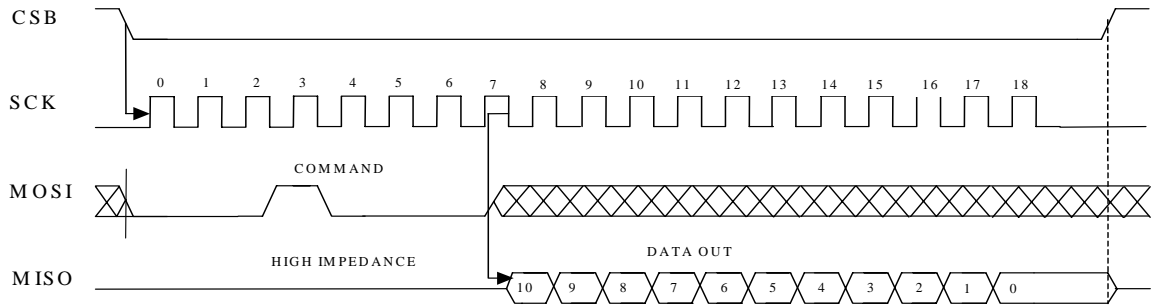 CSB
0 1 2 3 4 5 6 7 8 9 10 11 12 13 14 15 16 17 18
SCK
COMMAND
MOSI
HIGH IMPEDANCE
DATA OUT
MISO
10 9 8 7 6 5 4 3 2 1 0